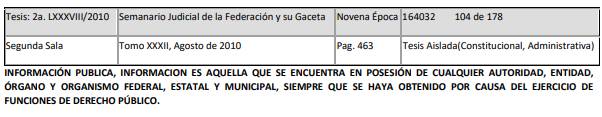 Tesis: 2a. LXXXVIII/2010 Semanario Judicial de la Federación y su Gaceta Novena Época 164032 104 de 178
Segunda Sala Tomo XXXII, Agosto de 2010 Pag. 463 Tesis Aislada(Constitucional, Administrativa)
INFORMACIÓN PUBLICA, INFORMACION ES AQUELLA QUE SE ENCUENTRA EN POSESIÓN DE CUALQUIER AUTORIDAD, ENTIDAD,
ÓRGANO Y ORGANISMO FEDERAL, ESTATAL Y MUNICIPAL, SIEMPRE QUE SE HAYA OBTENIDO POR CAUSA DEL EJERCICIO DE
FUNCIONES DE DERECHO PÚBLICO.